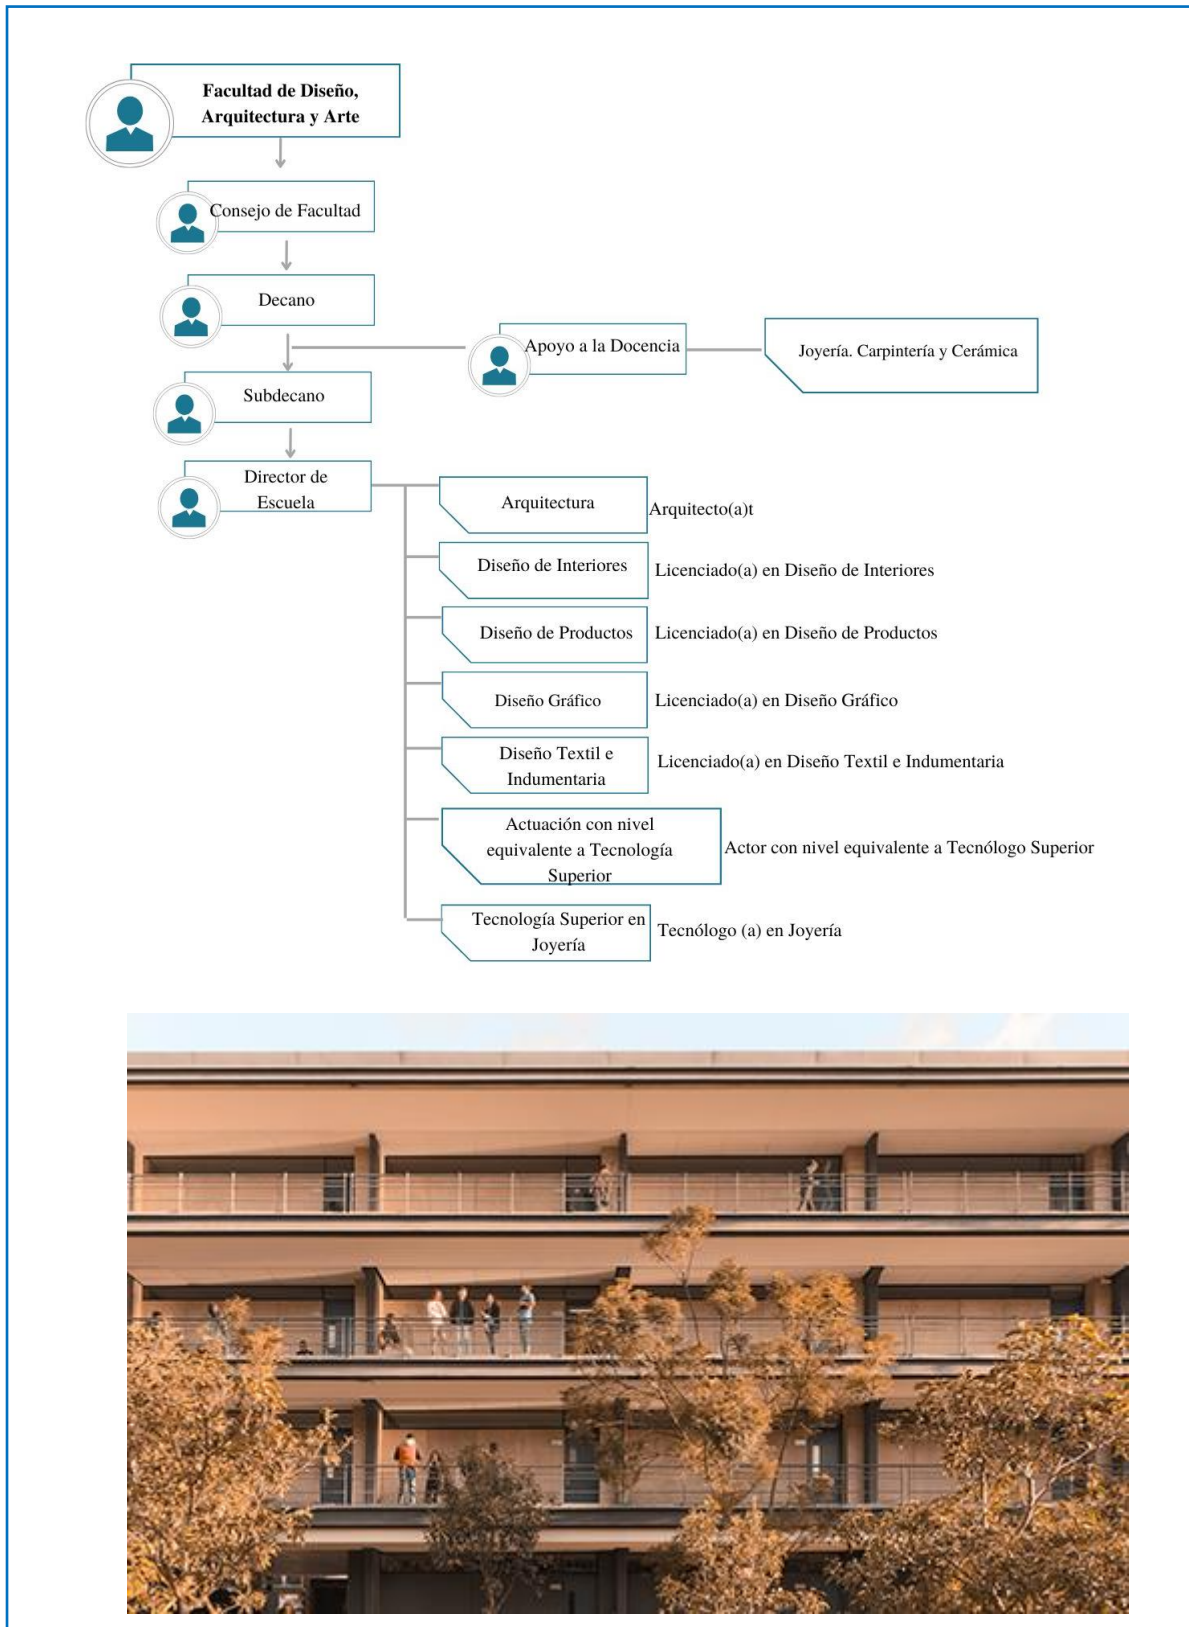 Facultad de Diseño,
Arquitectura y Arte
Consejo de Facultad
Decano
Apoyo a la Docencia
Joyería. Carpintería y Cerámica
Subdecano
Director de
Escuela
Arquitectura
Arquitecto(a)t
Diseño de Interiores
Licenciado(a) en Diseño de Interiores
Diseño de Productos
Licenciado(a) en Diseño de Productos
Diseño Gráfico
Licenciado(a) en Diseño Gráfico
Diseño Textil e
Indumentaria
Licenciado(a) en Diseño Textil e Indumentaria
Actuación con nivel
equivalente a Tecnología
Superior
Actor con nivel equivalente a Tecnólogo Superior
Tecnología Superior en
Joyería
Tecnólogo (a) en Joyería